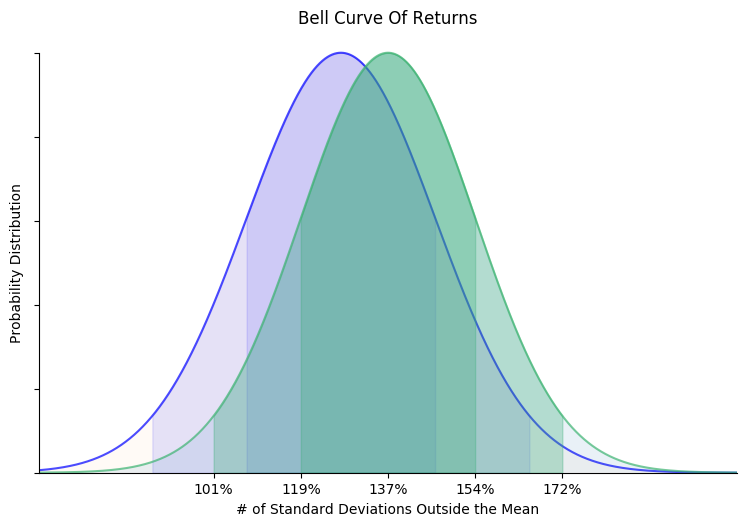 Bell Curve Of Returns
Probability Distribution
101% 119% 137% 154% 172%
# of Standard Deviations Outside the Mean